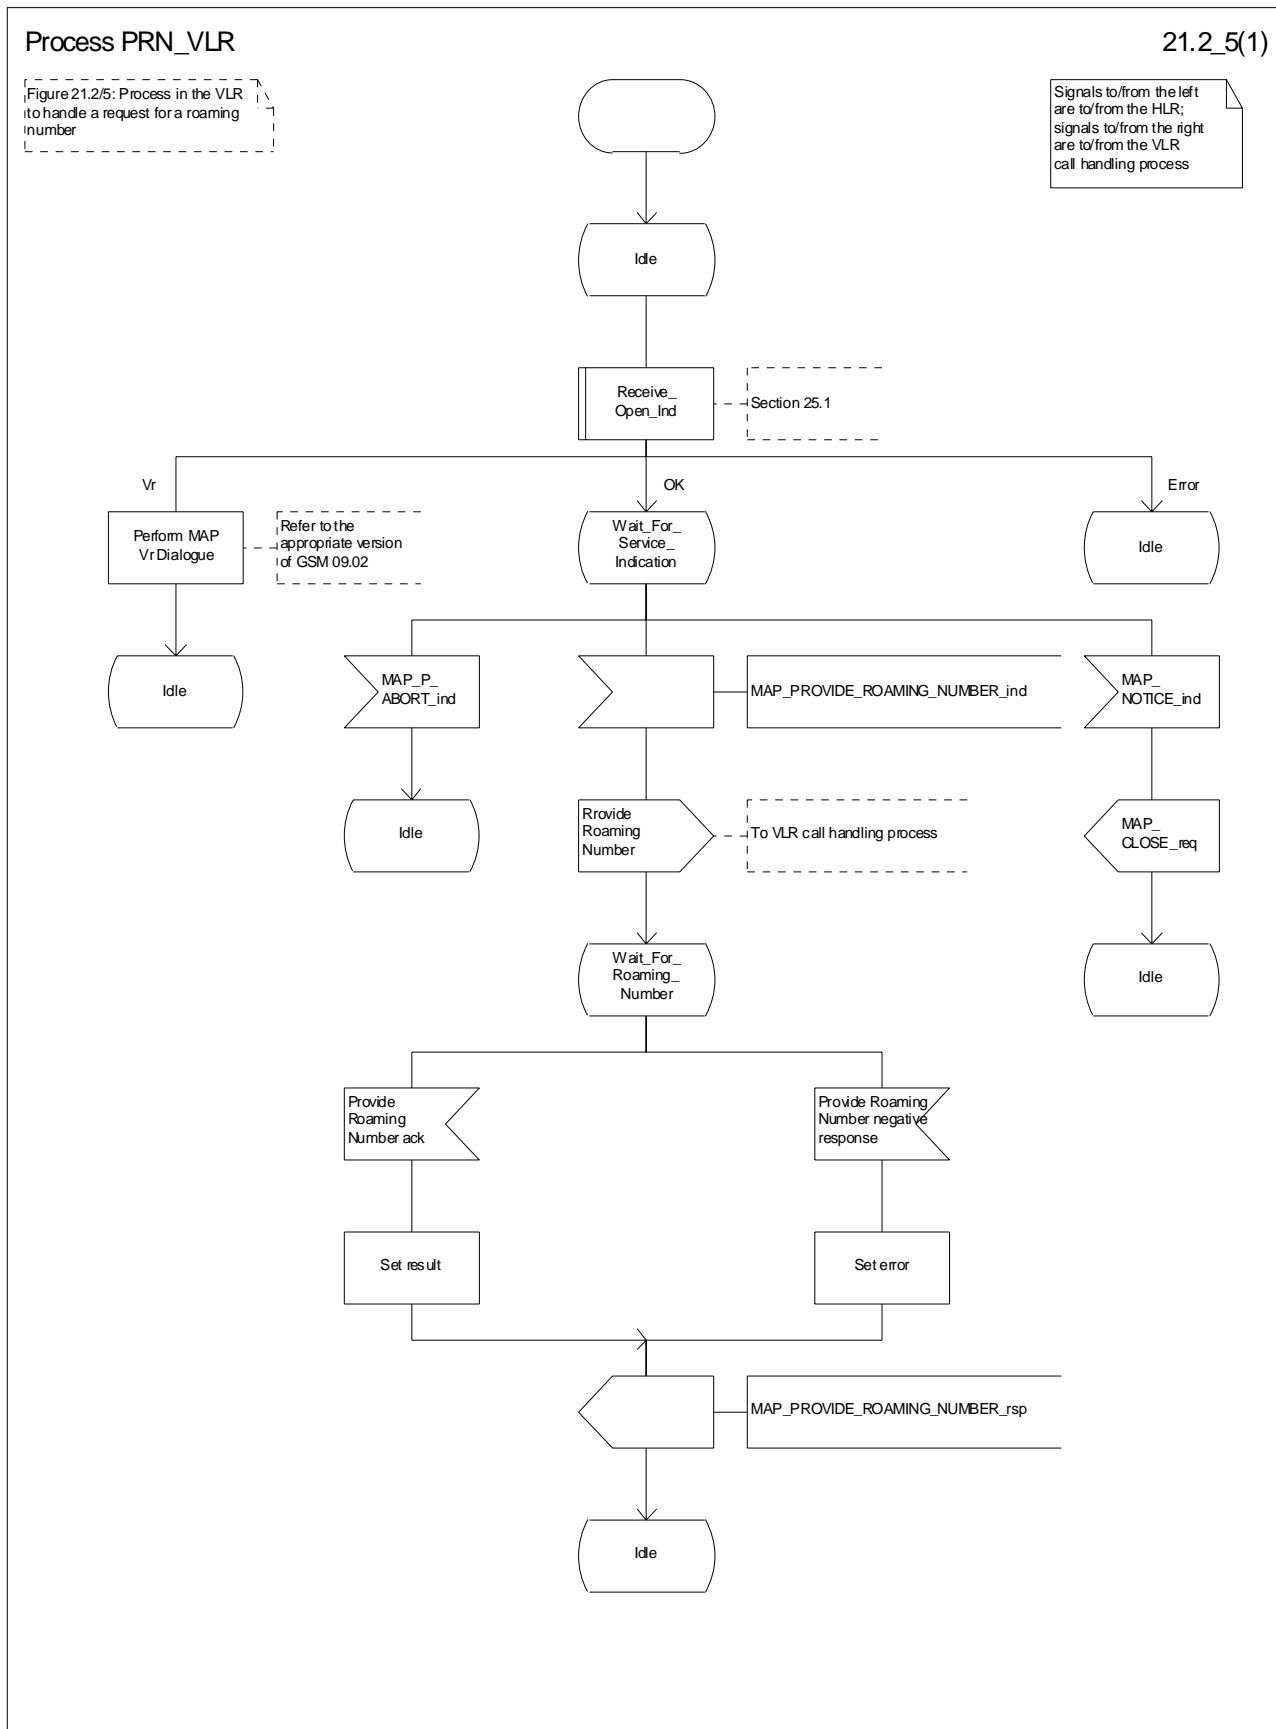 Process PRN_VLR
21.2_5(1)
Figure 21.2/5: Process in the VLR
to handle a request for a roaming
number
Signals to/from the left
are to/from the HLR;
signals to/from the right
are to/from the VLR
call handling process
Idle
Receive_
Open_Ind
Section 25.1
Vr
OK
Error
Perform MAP
Vr Dialogue
Refer to the
appropriate version
of GSM 09.02
Wait_For_
Service_
Indication
Idle
Idle
MAP_P_
ABORT_ind
MAP_PROVIDE_ROAMING_NUMBER_ind
MAP_
NOTICE_ind
Idle
Rrovide
Roaming
Number
To VLR call handling process
MAP_
CLOSE_req
Wait_For_
Roaming_
Number
Idle
Provide
Roaming
Number ack
Provide Roaming
Number negative
response
Set result
Set error
MAP_PROVIDE_ROAMING_NUMBER_rsp
Idle